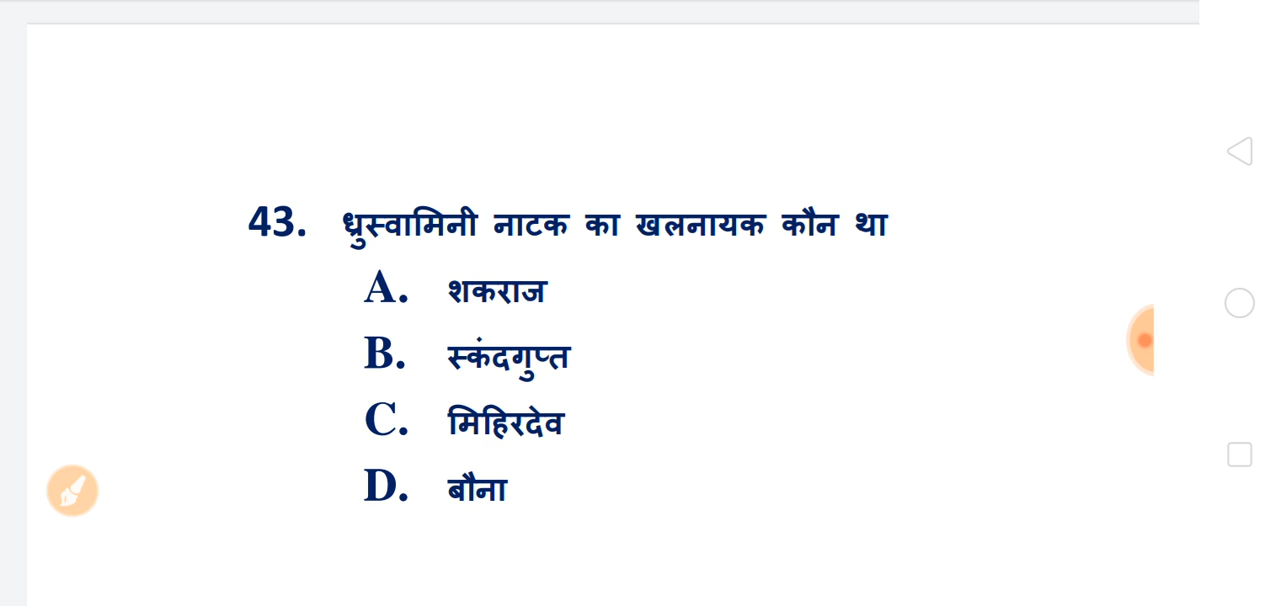 43. ध्रुस्वामिनी नाटक का खलनायक कौन था
A. शकराज
B. स्कंदगुप्त
C. मिहिरदेव
D. बौना